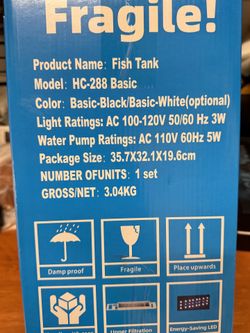 Fragile!
Product Name: Fish Tank
Model: HC-288 Basic
Color: Basic-Black/Basic-White(optional)
Light Ratings: AC 100-120V 50/60 Hz 3W
Water Pump Ratings: AC 110V 60Hz 5W
Package Size: 35.7X32.1X19.6cm
NUMBER OFUNITS: 1 set
GROSS/NET: 3.04KG
Damp proof
Fragile
Place upwards
Upper Filtration
Energy-Saving LED